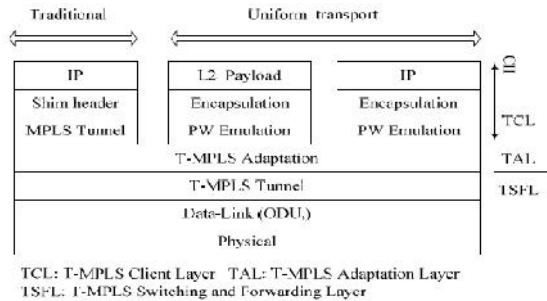 Traditional Uniform transport
IP L2 Payload IP CII
Shim header Encapsulation Encapsulation
MPLS Tunnel PW Emulation PW Emulation TCL
T-MPLS Adaptation TAL
T-MPLS Tunnel TSFL
Data-Link (ODU,)
Physical
TCL: T-MPLS Client Layer TAL: T-MPLS Adaptation Layer
TSFL: T-MPLS Switching and Forwarding Layer